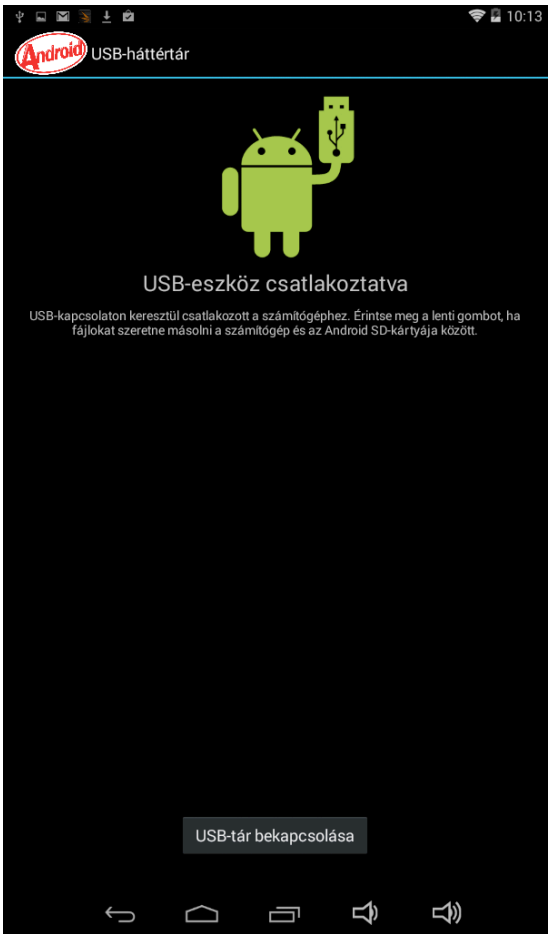 10:13
Android USB-háttértár
USB-eszköz csatlakoztatva
USB-kapcsolaton keresztül csatlakozott a számítógéphez. Érintse meg a lenti gombot, ha
fájlokat szeretne másolni a számítógép és az Android SD-kártyája között.
USB-tár bekapcsolása